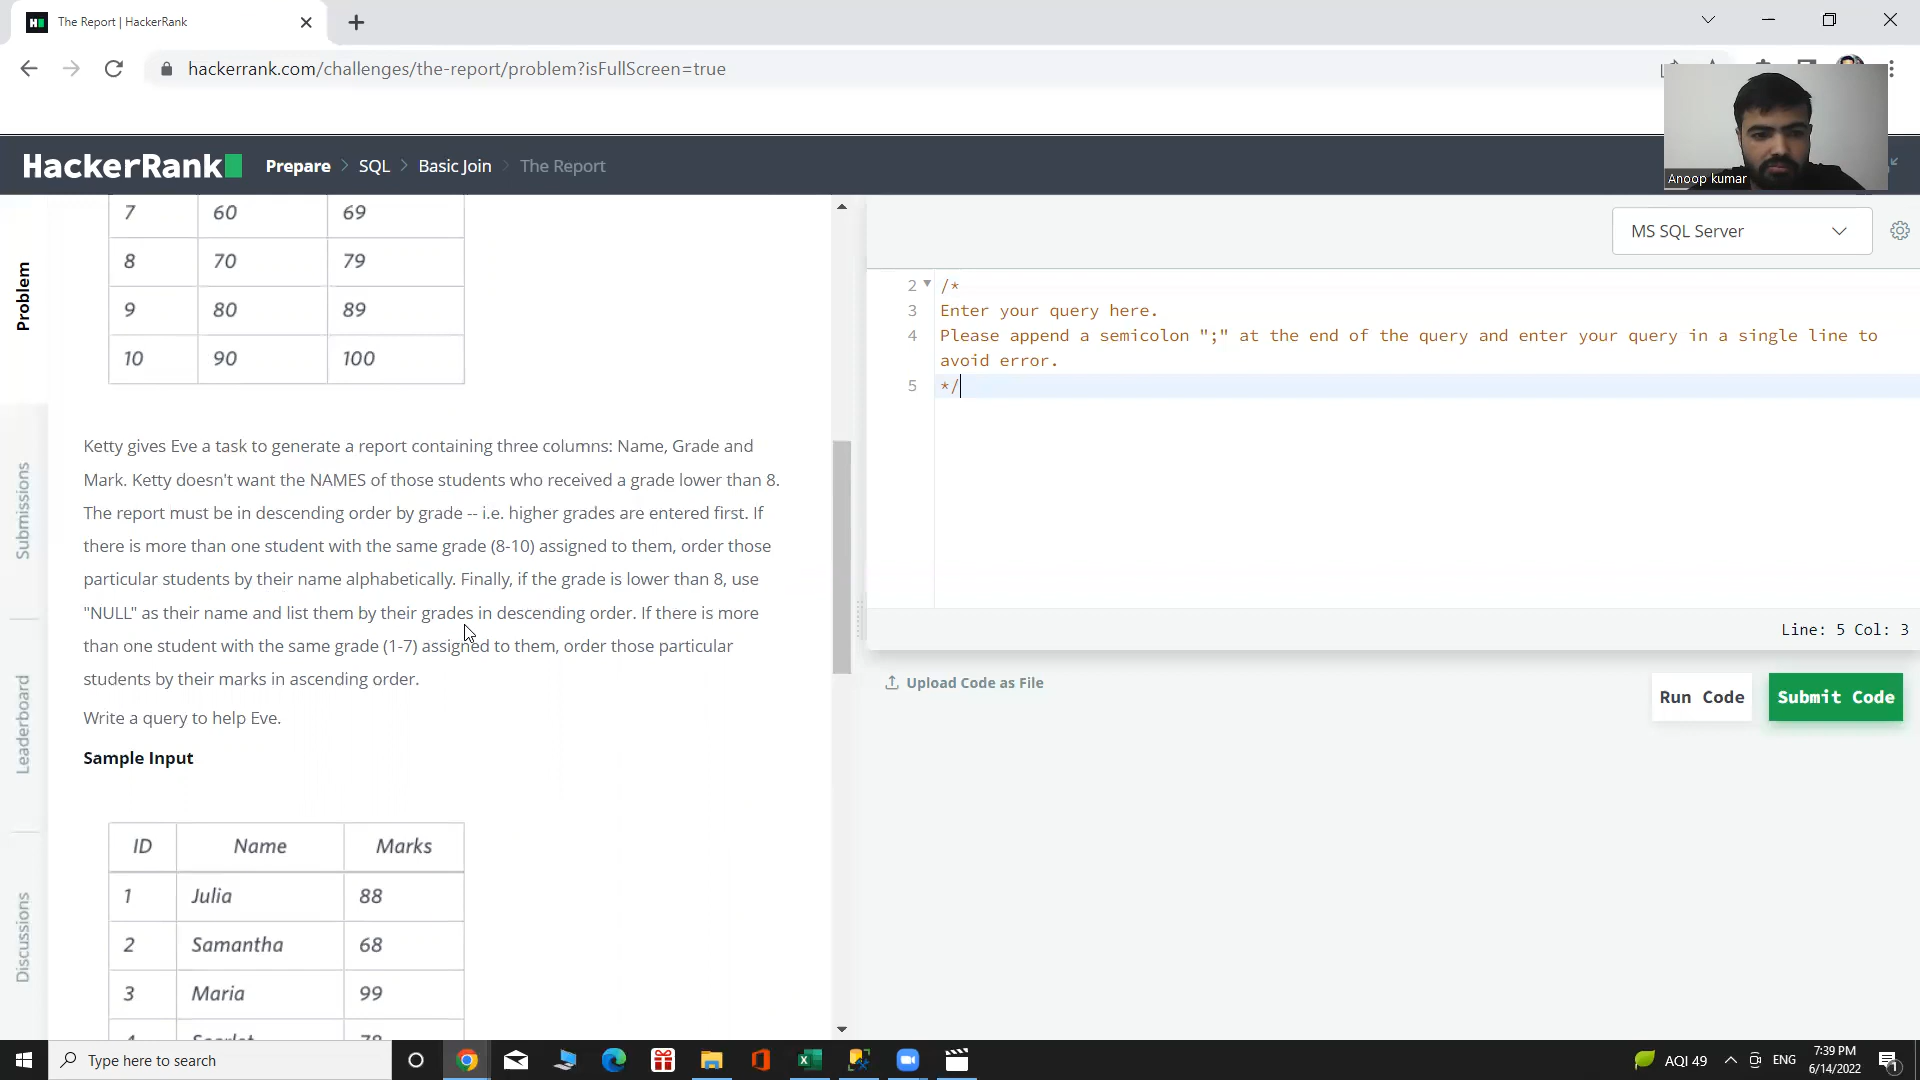 The Report | HackerRank
hackerrank.com/challenges/the-report/problem?isFullScreen=true
Anoop kumar
HackerRank Prepare > SQL > Basic Join > The Report
Problem
Submissions
Leaderboard
Discussions
7 60 69
8 70 79
9 80 89
10 90 100
Ketty gives Eve a task to generate a report containing three columns: Name, Grade and
Mark. Ketty doesn't want the NAMES of those students who received a grade lower than 8.
The report must be in descending order by grade -- i.e. higher grades are entered first. If
there is more than one student with the same grade (8-10) assigned to them, order those
particular students by their name alphabetically. Finally, if the grade is lower than 8, use
"NULL" as their name and list them by their grades in descending order. If there is more
than one student with the same grade (1-7) assigned to them, order those particular
students by their marks in ascending order.
Write a query to help Eve.
Sample Input
ID Name Marks
1 Julia 88
2 Samantha 68
3 Maria 99
MS SQL Server
2 /*
3 Enter your query here.
4 Please append a semicolon ";" at the end of the query and enter your query in a single line to
avoid error.
5 */
Line: 5 Col: 3
Upload Code as File
Run Code
Submit Code
Type here to search
AQI 49
ENG
7:39 PM
6/14/2022
1